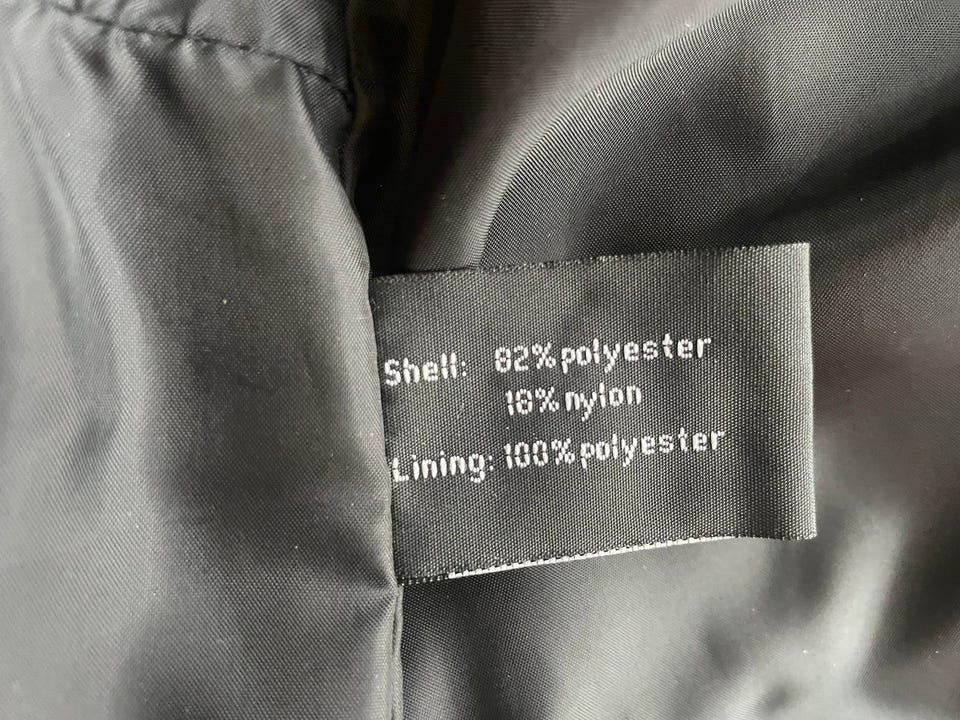 Shell: 82% polyester
18% nylon
Lining: 100% polyester